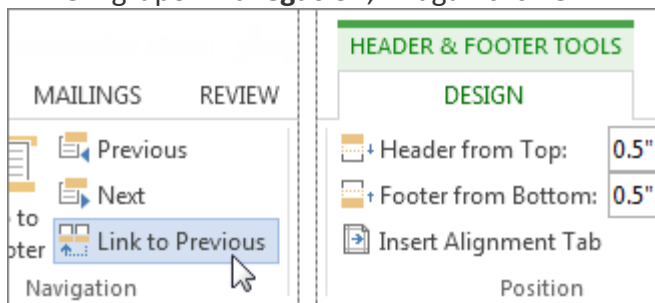 HEADER & FOOTER TOOLS
MAILINGS REVIEW DESIGN
Previous Header from Top: 0.5"
Next Footer from Bottom: 0.5"
to
Link to Previous Insert Alignment Tab
Navigation Position